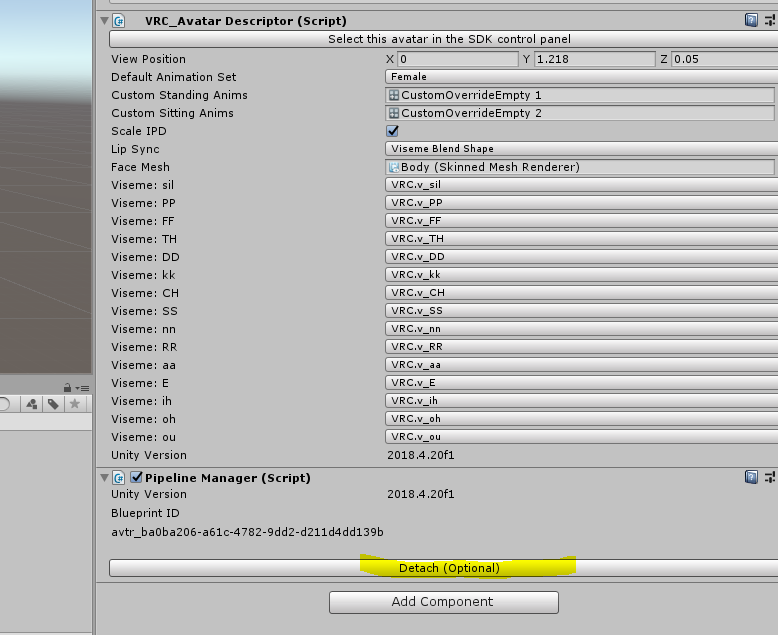 VRC_Avatar Descriptor (Script)
Select this avatar in the SDK control panel
View Position X 0 Y 1.218 Z 0.05
Default Animation Set Female
Custom Standing Anims CustomOverrideEmpty 1
Custom Sitting Anims CustomOverrideEmpty 2
Scale IPD
Lip Sync Viseme Blend Shape
Face Mesh Body (Skinned Mesh Renderer)
Viseme: sil VRC.v_sil
Viseme: PP VRC.v_PP
Viseme: FF VRC.v_FF
Viseme: TH VRC.v_TH
Viseme: DD VRC.v_DD
Viseme: kk VRC.v_kk
Viseme: CH VRC.v_CH
Viseme: SS VRC.v_SS
Viseme: nn VRC.v_nn
Viseme: RR VRC.v_RR
Viseme: aa VRC.v_aa
Viseme: E VRC.v_E
Viseme: ih VRC.v_ih
Viseme: oh VRC.v_oh
Viseme: ou VRC.v_ou
Unity Version 2018.4.20f1
Pipeline Manager (Script)
Unity Version 2018.4.20f1
Blueprint ID
avtr_ba0ba206-a61c-4782-9dd2-d211d4dd139b
Detach (Optional)
Add Component